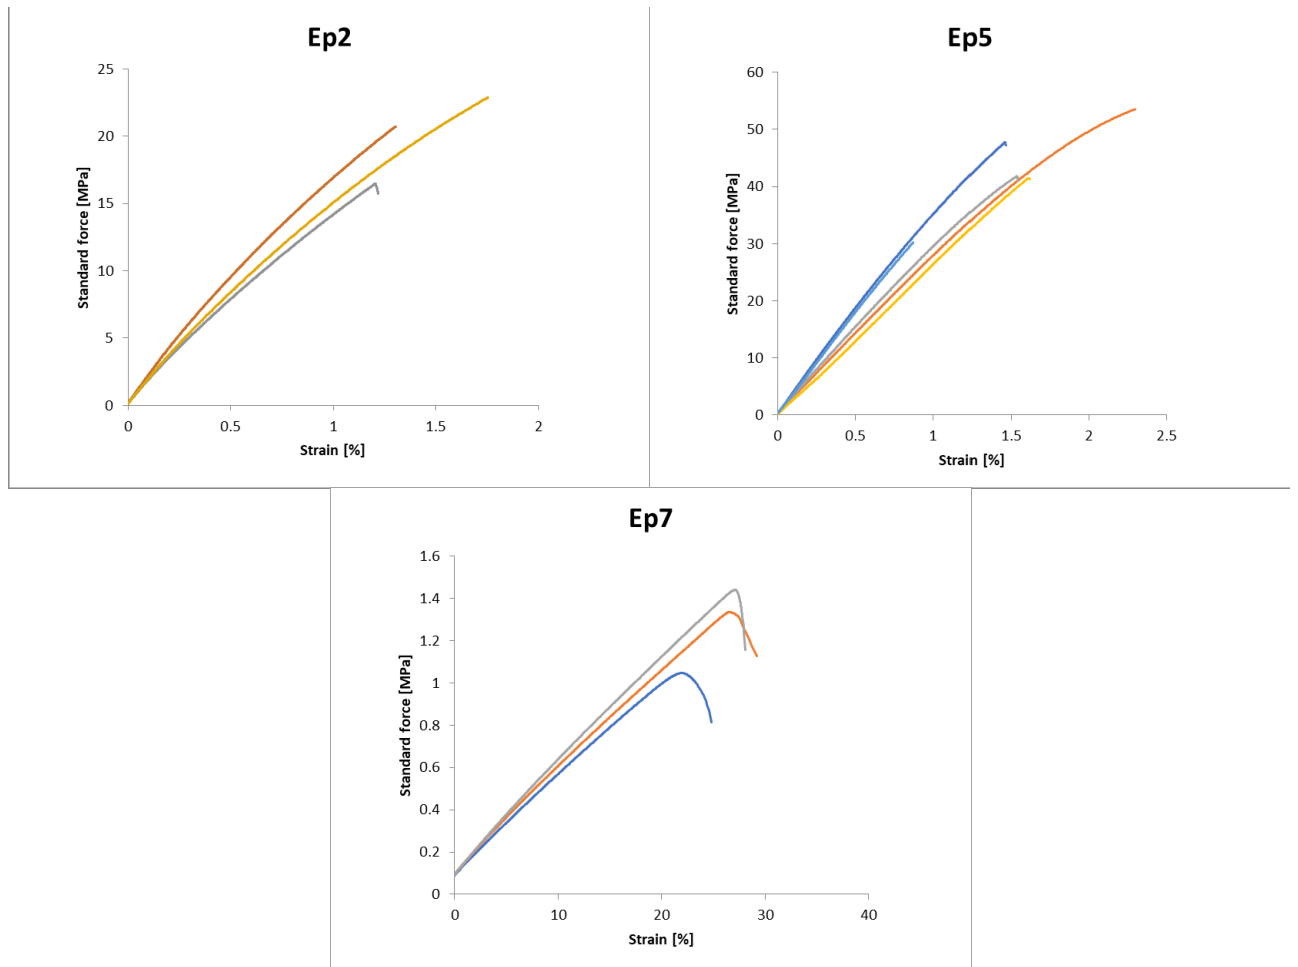 Ep2
25
20
15
10
5
0
0 0.5 1 1.5 2
Standard force [MPa]
Strain [%]
Ep5
60
50
40
30
20
10
0
0 0.5 1 1.5 2 2.5
Standard force [MPa]
Strain [%]
Ep7
1.6
1.4
1.2
1
0.8
0.6
0.4
0.2
0
0 10 20 30 40
Standard force [MPa]
Strain [%]